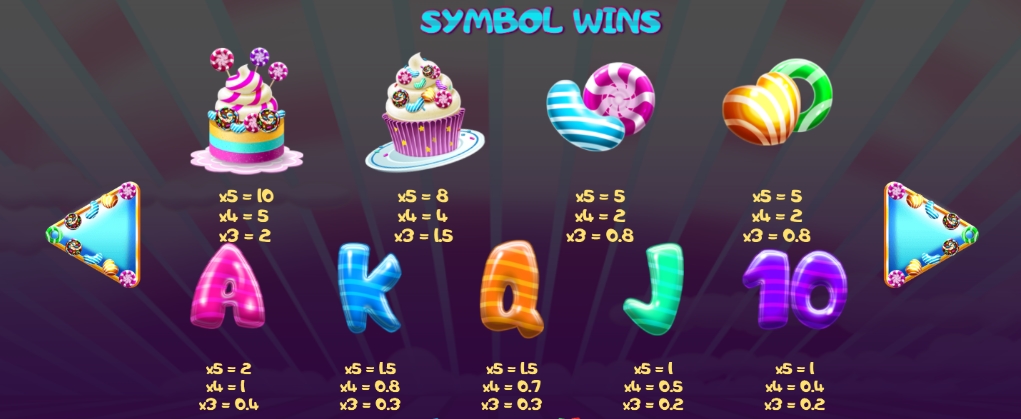 SYMBOL WINS
x5 = 10
x4 = 5
x3 = 2
x5 = 8
x4 = 4
x3 = 1.5
x5 = 5
x4 = 2
x3 = 0.8
x5 = 5
x4 = 2
x3 = 0.8
A
K
Q
J
10
x5 = 2
x4 = 1
x3 = 0.4
x5 = 1.5
x4 = 0.8
x3 = 0.3
x5 = 1.5
x4 = 0.7
x3 = 0.3
x5 = 1
x4 = 0.5
x3 = 0.2
x5 = 1
x4 = 0.4
x3 = 0.2